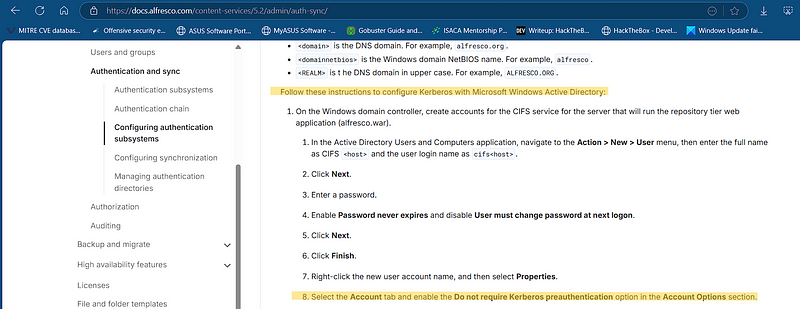 https://docs.alfresco.com/content-services/5.2/admin/auth-sync/
MITRE CVE databas...
Offensive security e...
ASUS Software Port...
MyASUS Software -...
Gobuster Guide and...
ISACA Mentorship P...
DEV
Writeup: HackTheB...
HackTheBox - Devel...
Windows Update fai...
Users and groups
Authentication and sync
Authentication subsystems
Authentication chain
Configuring authentication
subsystems
Configuring synchronization
Managing authentication
directories
Authorization
Auditing
Backup and migrate
High availability features
Licenses
File and folder templates
<domain> is the DNS domain. For example, alfresco.org.
<domainnetbios> is the Windows domain NetBIOS name. For example, alfresco.
<REALM> is t he DNS domain in upper case. For example, ALFRESCO.ORG.
Follow these instructions to configure Kerberos with Microsoft Windows Active Directory:
1. On the Windows domain controller, create accounts for the CIFS service for the server that will run the repository tier web
application (alfresco.war).
1. In the Active Directory Users and Computers application, navigate to the Action > New > User menu, then enter the full name
as CIFS <host> and the user login name as cifs<host>.
2. Click Next.
3. Enter a password.
4. Enable Password never expires and disable User must change password at next logon.
5. Click Next.
6. Click Finish.
7. Right-click the new user account name, and then select Properties.
8. Select the Account tab and enable the Do not require Kerberos preauthentication option in the Account Options section.